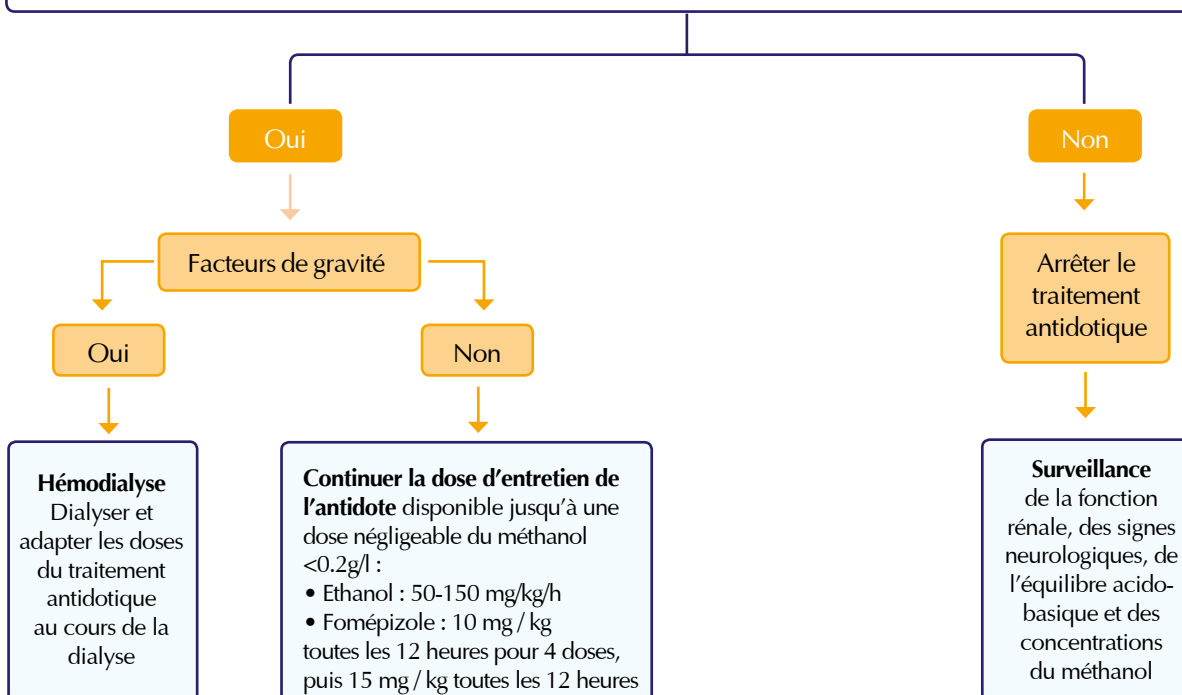 Oui
Non
Facteurs de gravité
Arrêter le
traitement
antidotique
Oui
Non
Hémodialyse
Dialyser et
adapter les doses
du traitement
antidotique
au cours de la
dialyse
Continuer la dose d'entretien de
l'antidote disponible jusqu'à une
dose négligeable du méthanol
<0.2g/l :
• Ethanol : 50-150 mg/kg/h
• Fomépizole : 10 mg / kg
toutes les 12 heures pour 4 doses,
puis 15 mg / kg toutes les 12 heures
Surveillance
de la fonction
rénale, des signes
neurologiques, de
l'équilibre acido-
basique et des
concentrations
du méthanol